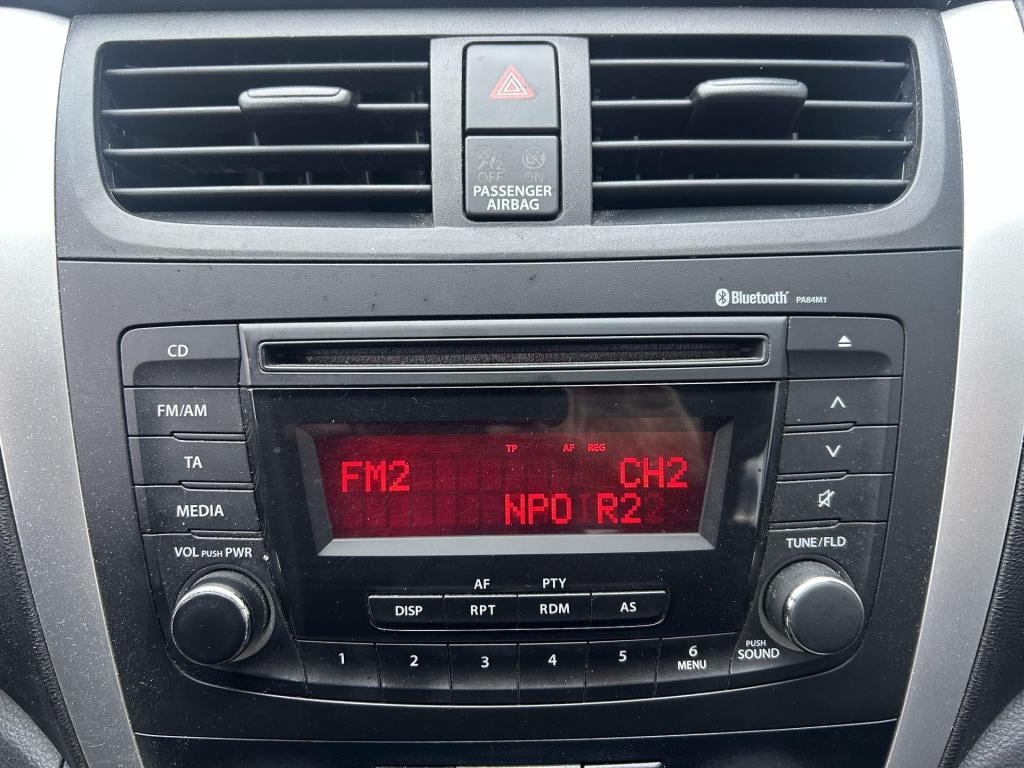 OFF ON
PASSENGER
AIRBAG
Bluetooth PA84M1
CD
FM/AM
TA
MEDIA
VOL PUSH PWR
TP AF REG
FM2 CH2
NPO R2
TUNE/FLD
AF PTY
DISP RPT RDM AS
1 2 3 4 5 6
MENU
PUSH
SOUND